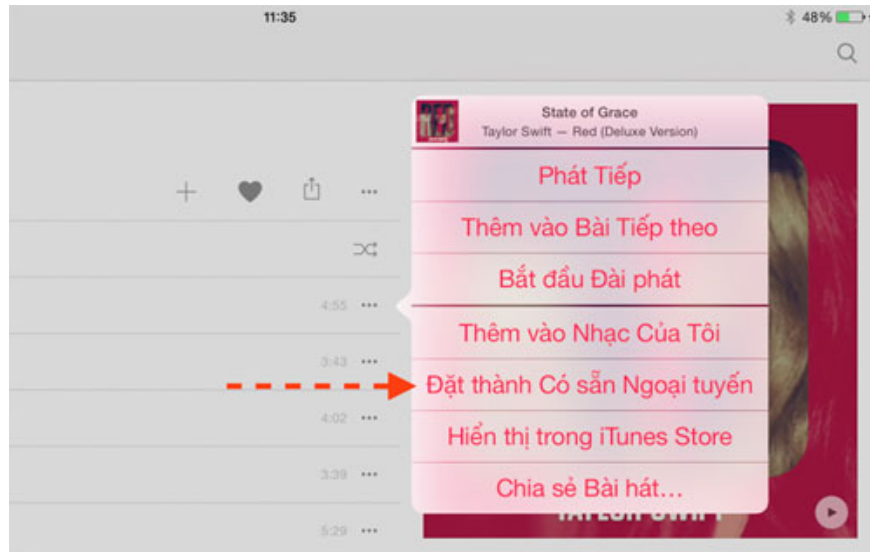 11:35
48%
State of Grace
Taylor Swift — Red (Deluxe Version)
Phát Tiếp
Thêm vào Bài Tiếp theo
Bắt đầu Đài phát
4:55
Thêm vào Nhạc Của Tôi
3:43
Đặt thành Có sẵn Ngoại tuyến
4:02
Hiển thị trong iTunes Store
3:39
Chia sẻ Bài hát...
TAYLOR SWIFT
5:29